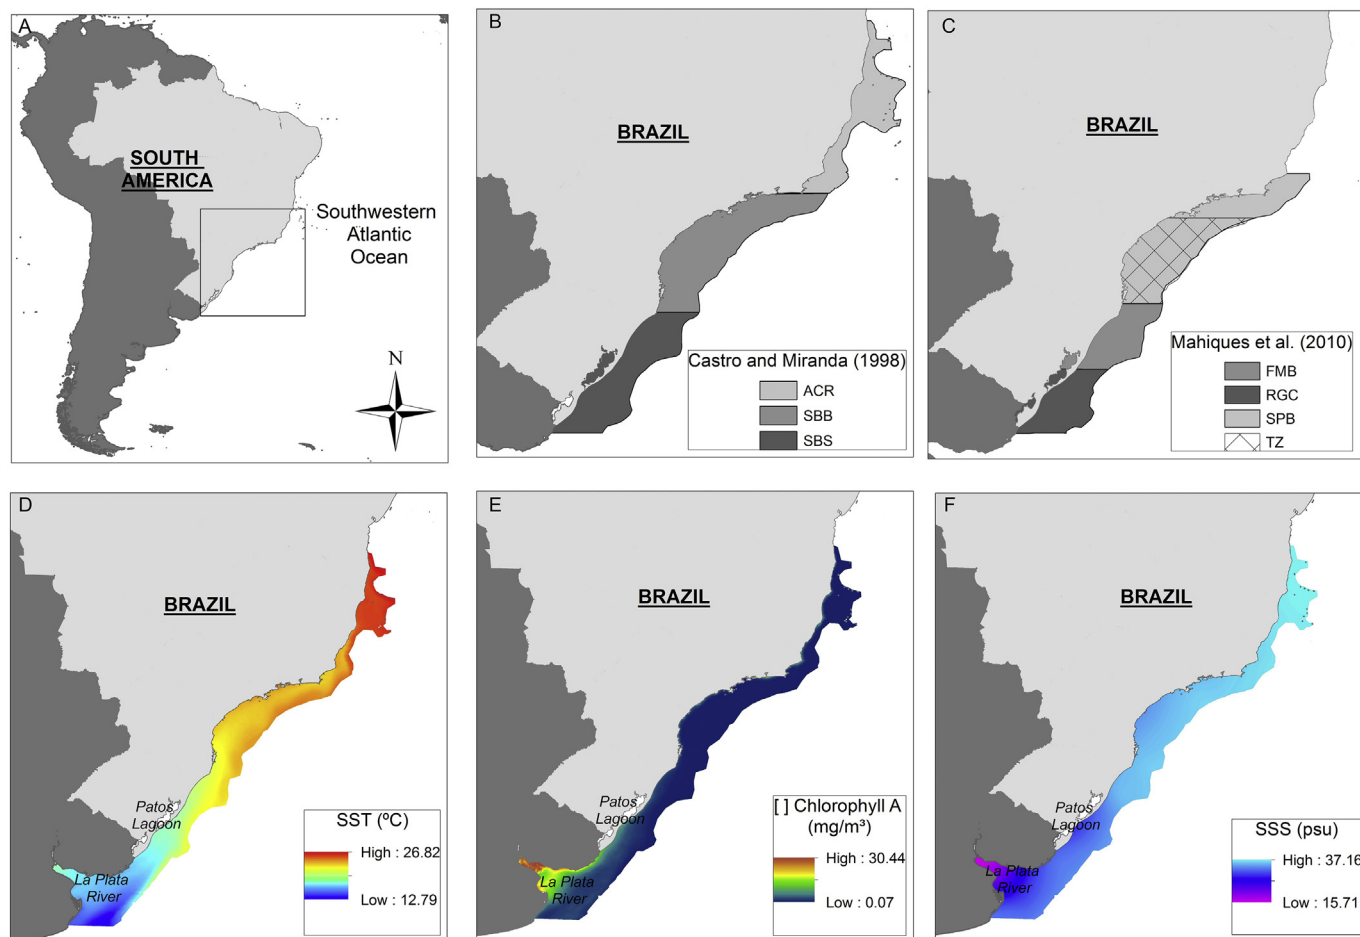 A
SOUTH
AMERICA
Southwestern
Atlantic
Ocean
N
B
BRAZIL
Castro and Miranda (1998)
ACR
SBB
SBS
C
BRAZIL
Mahiques et al. (2010)
FMB
RGC
SPB
TZ
D
BRAZIL
Patos
Lagoon
La Plata
River
SST (ºC)
High : 26.82
Low : 12.79
E
BRAZIL
Patos
Lagoon
La Plata
River
[ ] Chlorophyll A
(mg/m³)
High : 30.44
Low : 0.07
F
BRAZIL
Patos
Lagoon
La Plata
River
SSS (psu)
High : 37.16
Low : 15.71